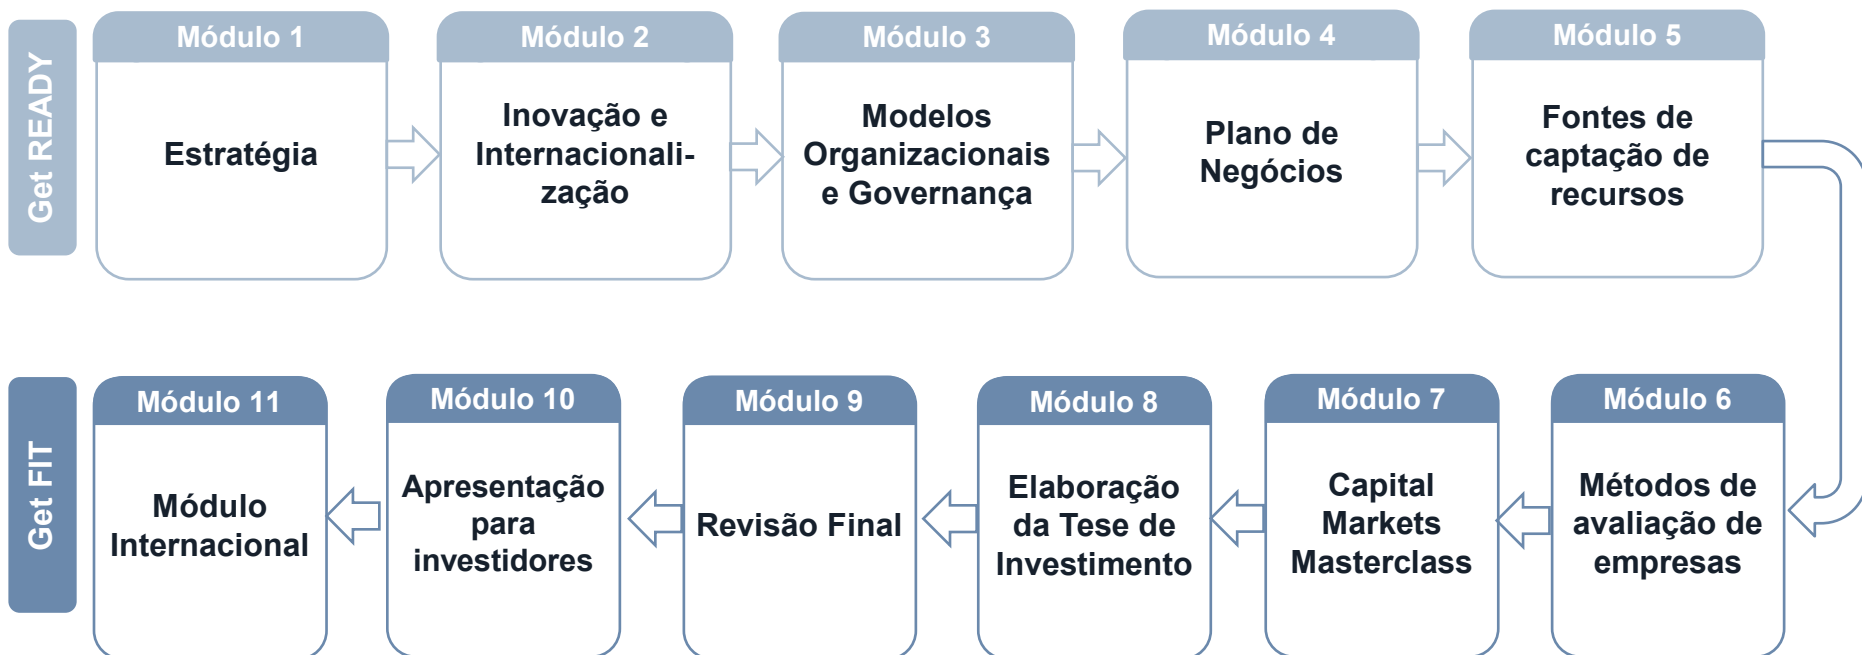 Get READY
Módulo 1
Estratégia
Módulo 2
Inovação e
Internacionali-
zação
Módulo 3
Modelos
Organizacionais
e Governança
Módulo 4
Plano de
Negócios
Módulo 5
Fontes de
captação de
recursos
Get FIT
Módulo 6
Métodos de
avaliação de
empresas
Módulo 7
Capital
Markets
Masterclass
Módulo 8
Elaboração
da Tese de
Investimento
Módulo 9
Revisão Final
Módulo 10
Apresentação
para
investidores
Módulo 11
Módulo
Internacional